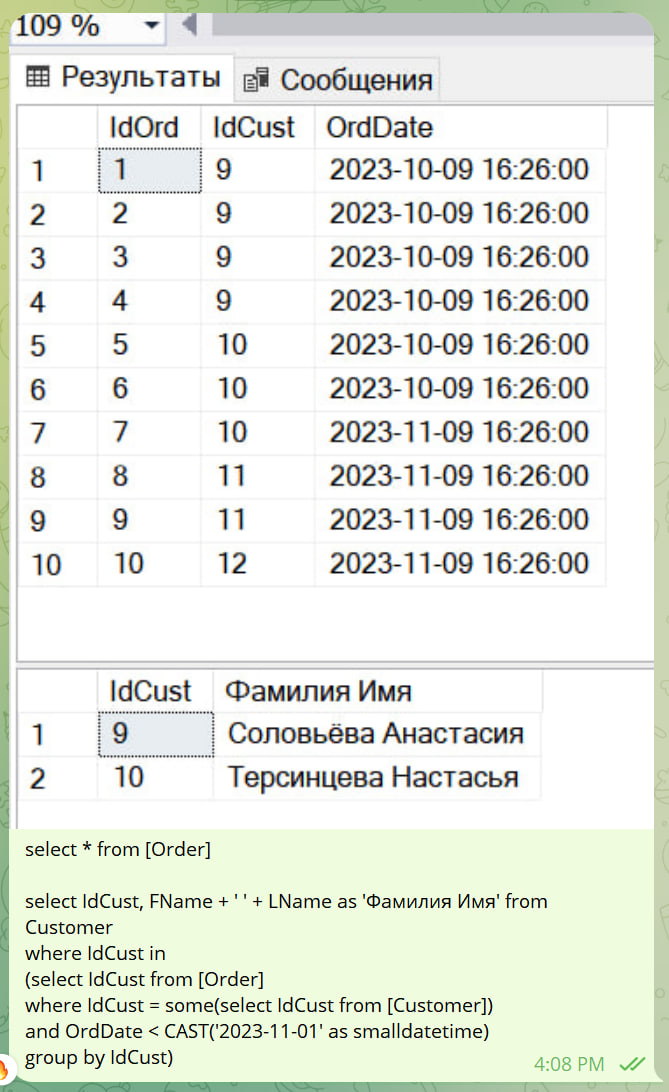 109 %
Результаты Сообщения
IdOrd IdCust OrdDate
1 1 9 2023-10-09 16:26:00
2 2 9 2023-10-09 16:26:00
3 3 9 2023-10-09 16:26:00
4 4 9 2023-10-09 16:26:00
5 5 10 2023-10-09 16:26:00
6 6 10 2023-10-09 16:26:00
7 7 10 2023-11-09 16:26:00
8 8 11 2023-11-09 16:26:00
9 9 11 2023-11-09 16:26:00
10 10 12 2023-11-09 16:26:00
IdCust Фамилия Имя
1 9 Соловьёва Анастасия
2 10 Терсинцева Настасья
select * from [Order]
select IdCust, FName + ' ' + LName as 'Фамилия Имя' from
Customer
where IdCust in
(select IdCust from [Order]
where IdCust = some(select IdCust from [Customer])
and OrdDate < CAST('2023-11-01' as smalldatetime)
group by IdCust)
4:08 PM